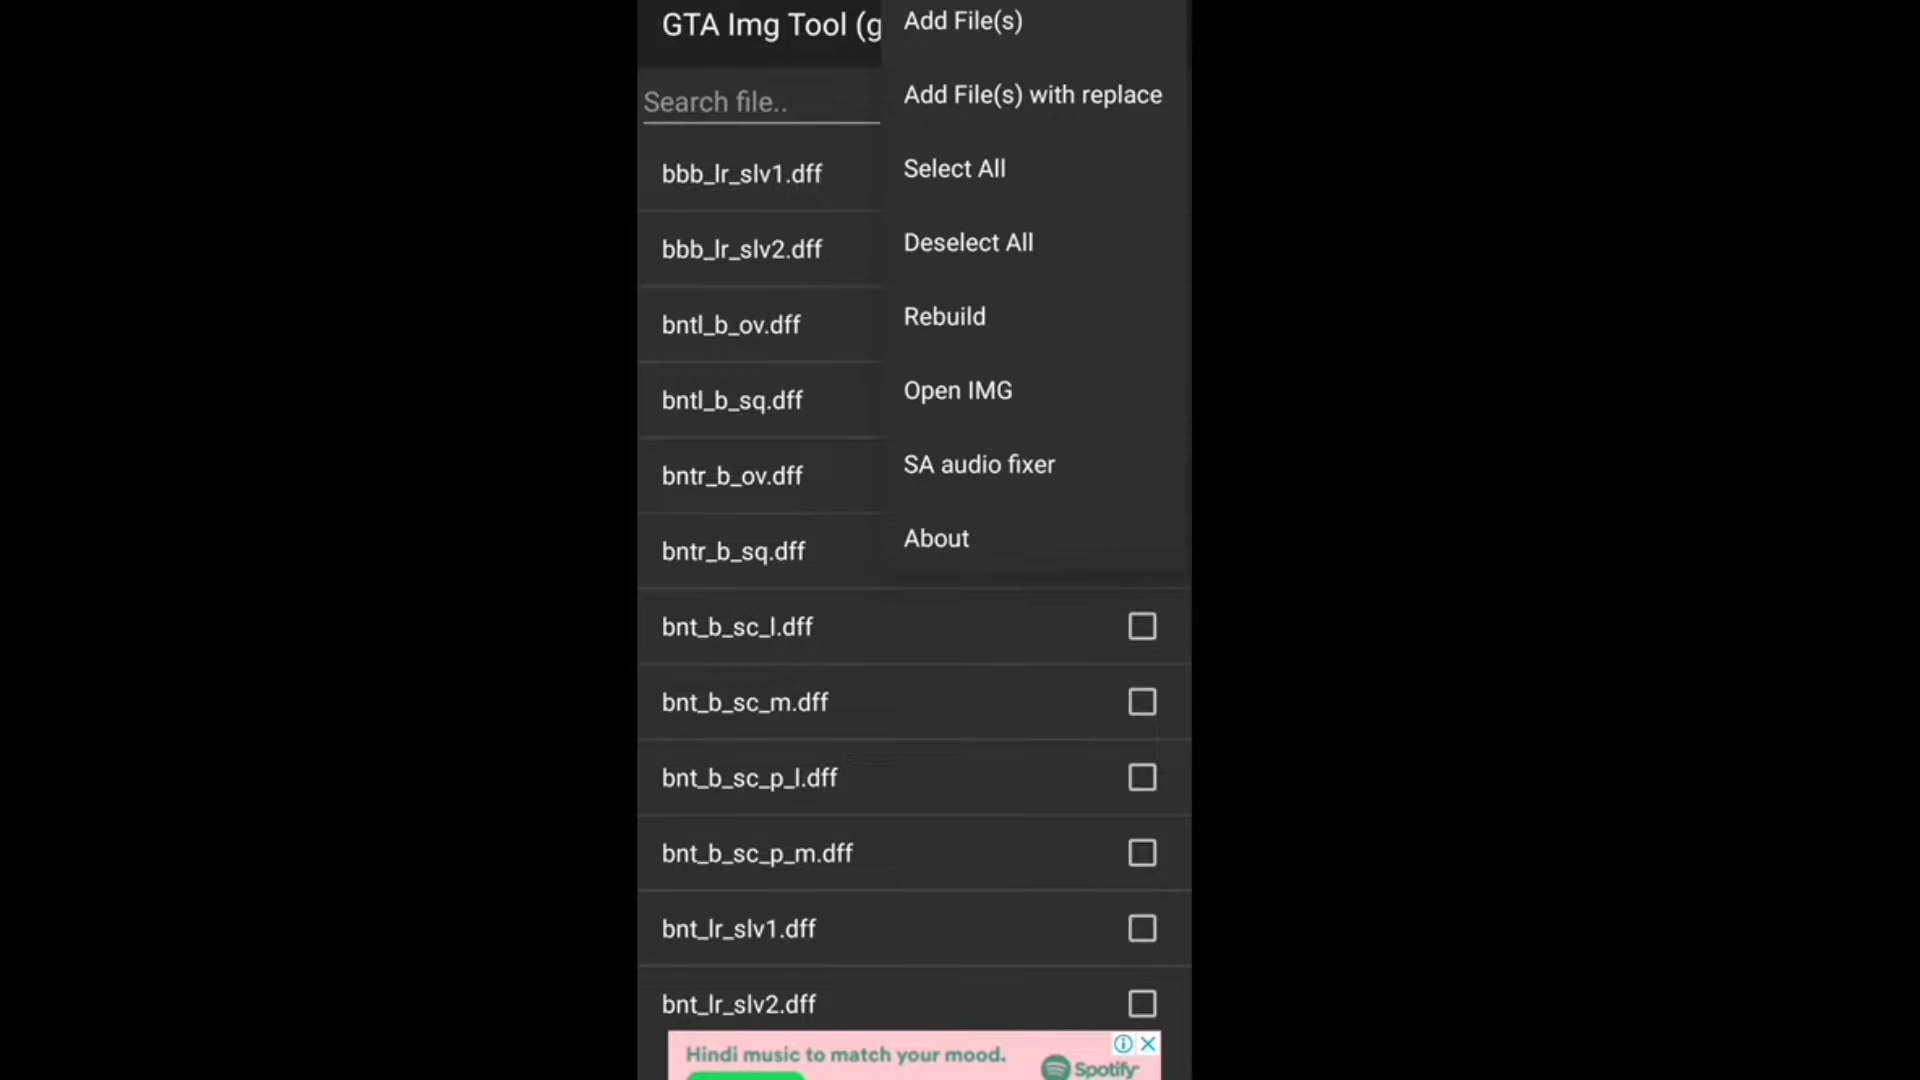 GTA Img Tool (g
Search file..
bbb_lr_slv1.dff
bbb_lr_slv2.dff
bntl_b_ov.dff
bntl_b_sq.dff
bntr_b_ov.dff
bntr_b_sq.dff
bnt_b_sc_l.dff
bnt_b_sc_m.dff
bnt_b_sc_p_l.dff
bnt_b_sc_p_m.dff
bnt_lr_slv1.dff
bnt_lr_slv2.dff
Add File(s)
Add File(s) with replace
Select All
Deselect All
Rebuild
Open IMG
SA audio fixer
About
Hindi music to match your mood.
Spotify